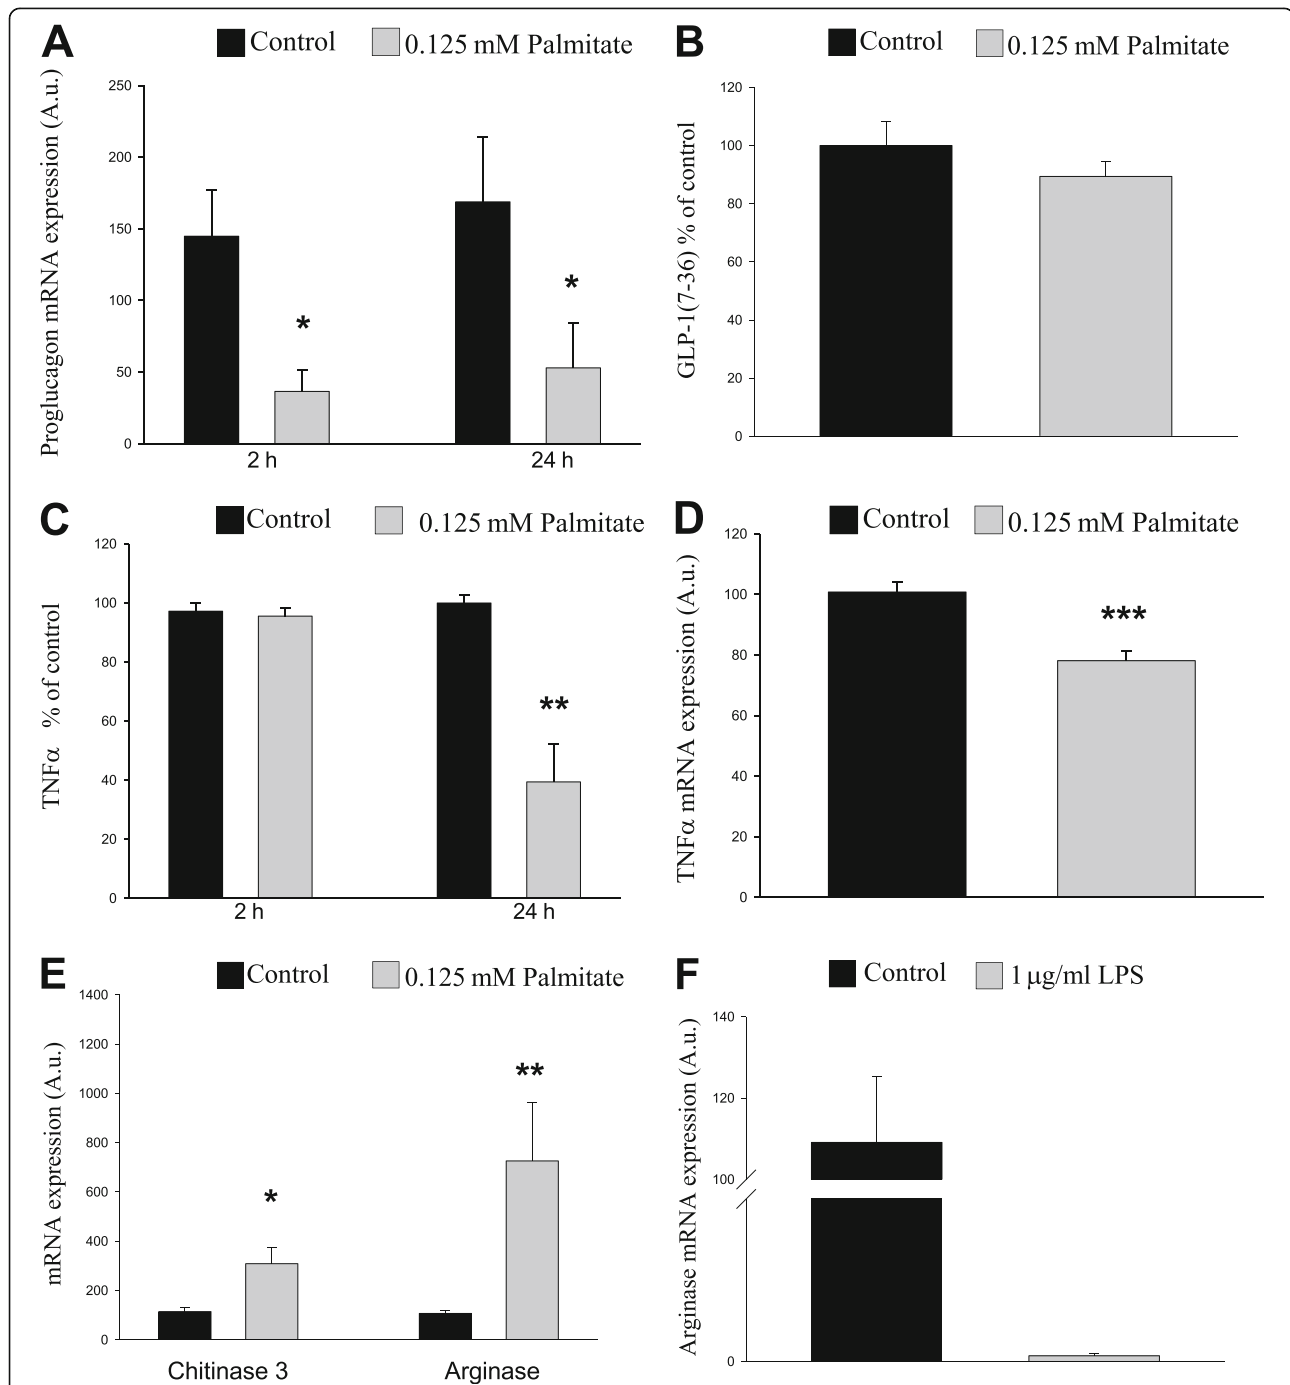 A
Control 0.125 mM Palmitate
Proglucagon mRNA expression (A.u.)
250
200
150
100
50
0
*
*
2 h 24 h
B
Control 0.125 mM Palmitate
GLP-1(7-36) % of control
120
100
80
60
40
20
0
C
Control 0.125 mM Palmitate
TNFα % of control
120
100
80
60
40
20
0
**
2 h 24 h
D
Control 0.125 mM Palmitate
TNFα mRNA expression (A.u.)
120
100
80
60
40
20
0
***
E
Control 0.125 mM Palmitate
mRNA expression (A.u.)
1400
1200
1000
800
600
400
200
0
*
**
Chitinase 3 Arginase
F
Control 1 µg/ml LPS
Arginase mRNA expression (A.u.)
140
120
100
0